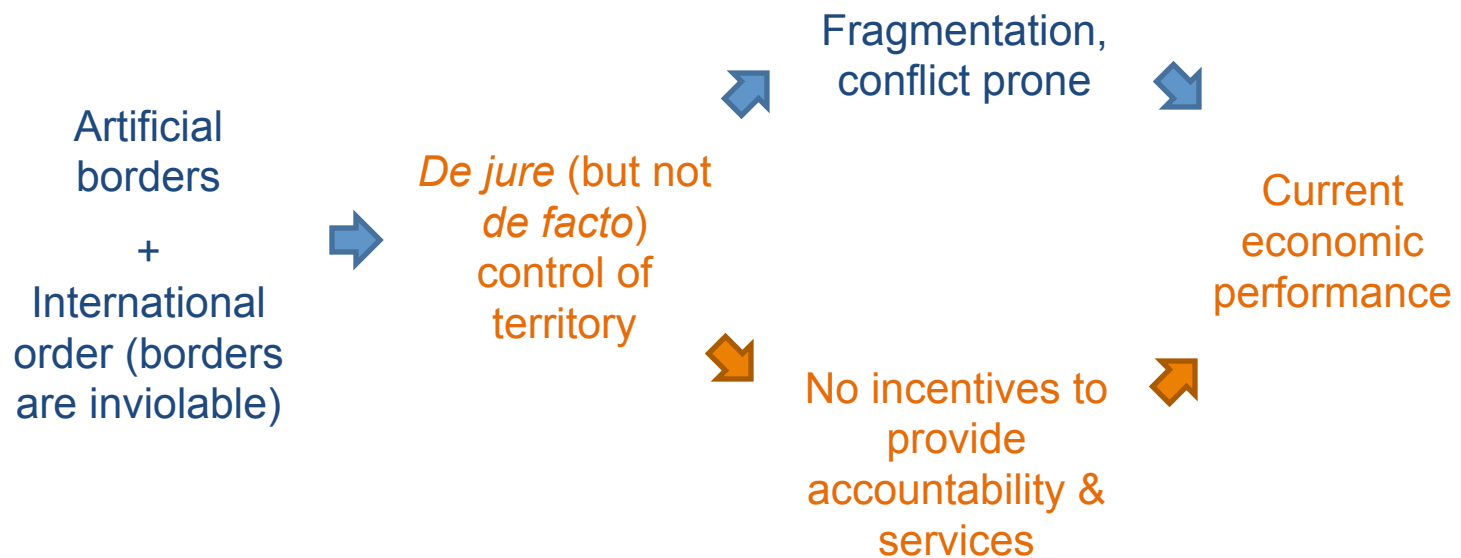 Artificial
borders
+
International
order (borders
are inviolable)
De jure (but not
de facto)
control of
territory
Fragmentation,
conflict prone
No incentives to
provide
accountability &
services
Current
economic
performance